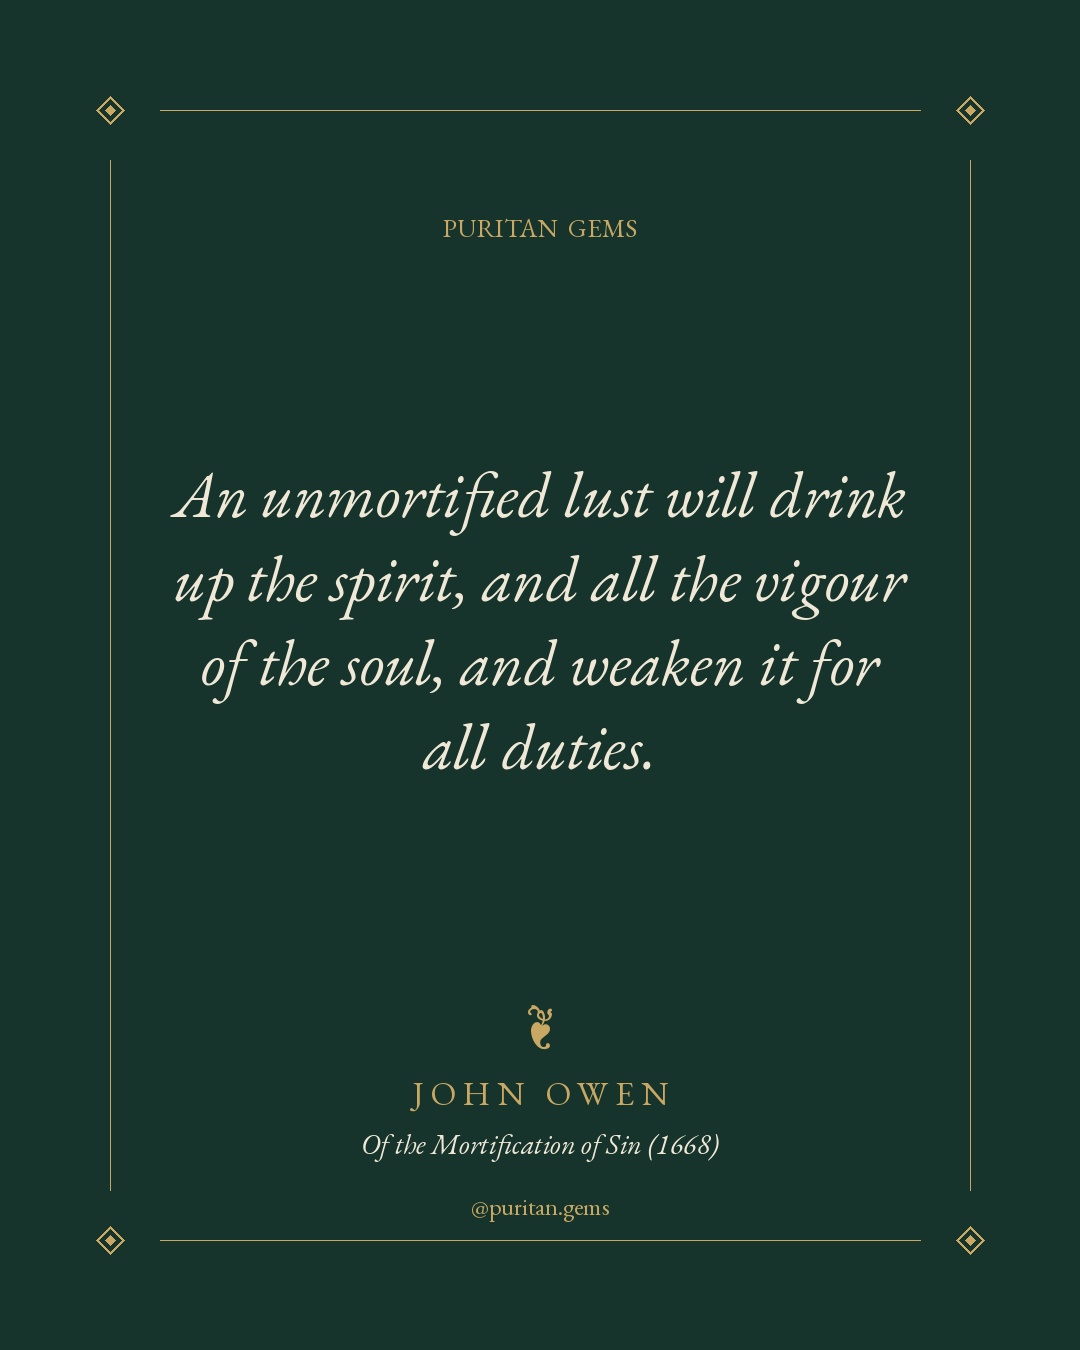 PURITAN GEMS
An unmortified lust will drink
up the spirit, and all the vigour
of the soul, and weaken it for
all duties.
JOHN OWEN
Of the Mortification of Sin (1668)
@puritan.gems